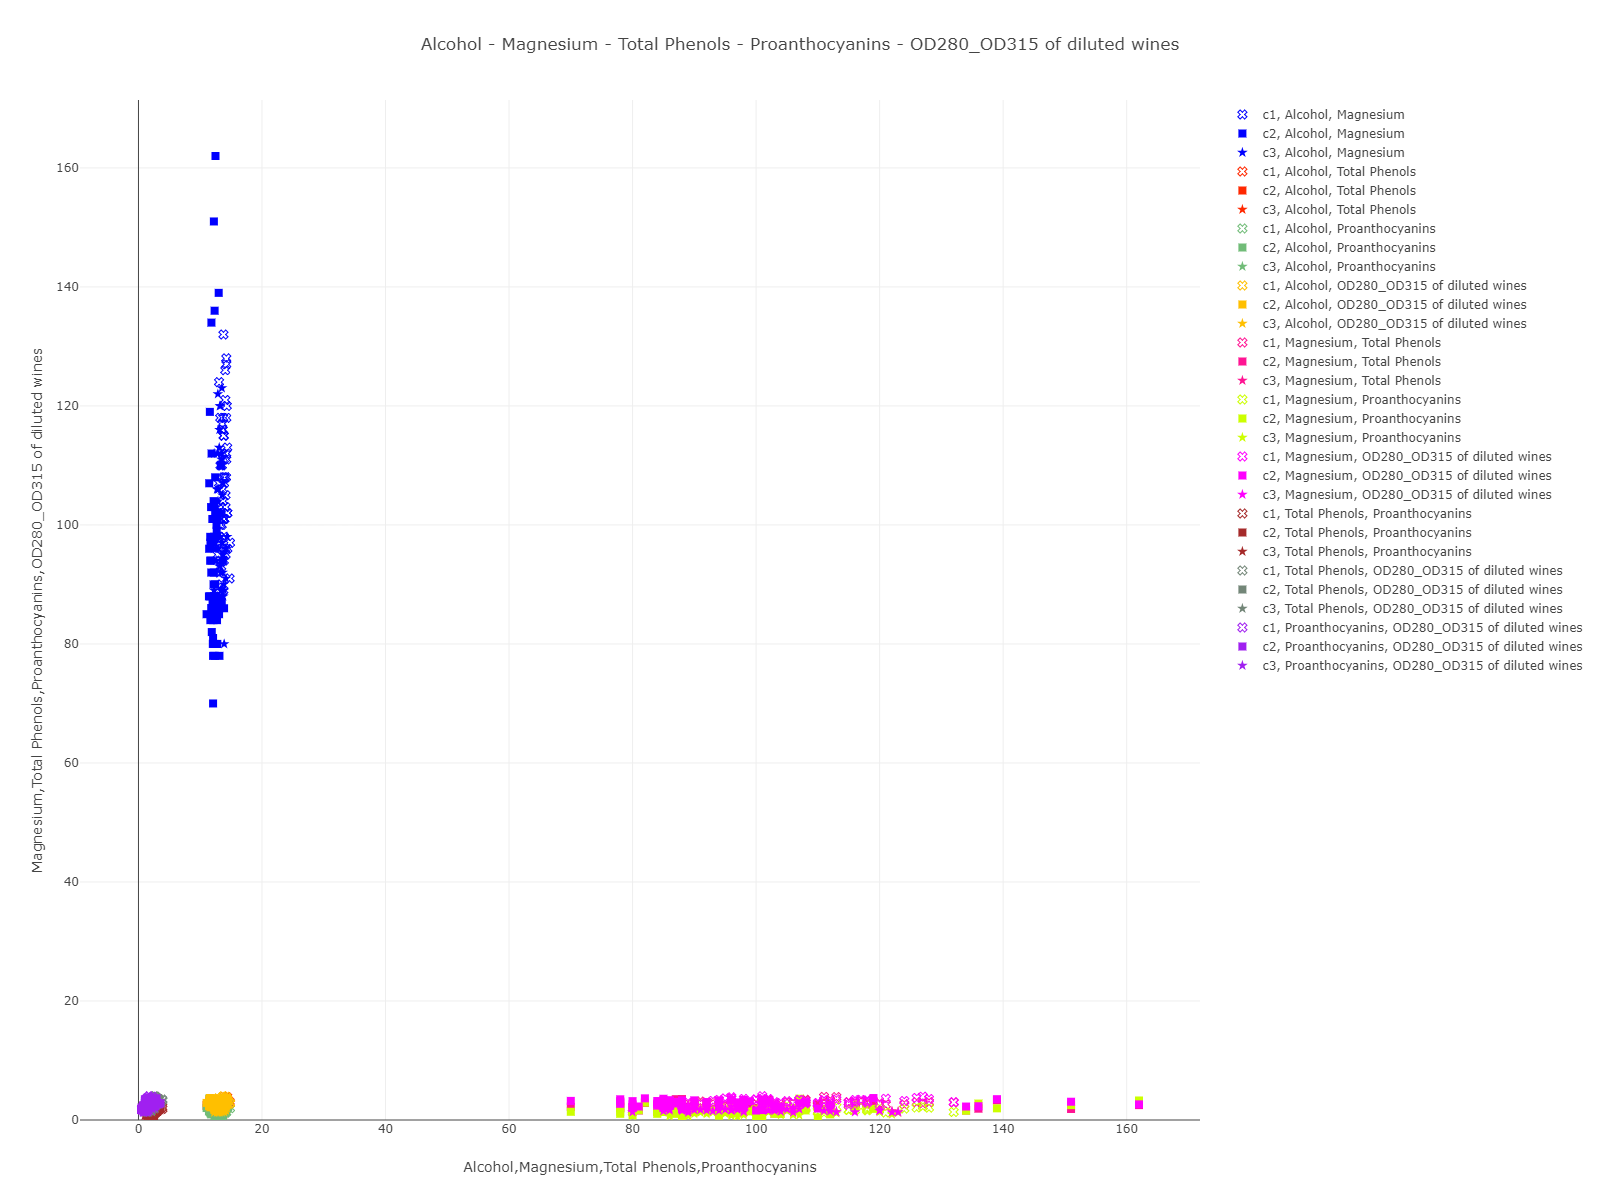 Alcohol - Magnesium - Total Phenols - Proanthocyanins - OD280_OD315 of diluted wines
Magnesium,Total Phenols,Proanthocyanins,OD280_OD315 of diluted wines
160
140
120
100
80
60
40
20
0
0 20 40 60 80 100 120 140 160
Alcohol,Magnesium,Total Phenols,Proanthocyanins
c1, Alcohol, Magnesium
c2, Alcohol, Magnesium
c3, Alcohol, Magnesium
c1, Alcohol, Total Phenols
c2, Alcohol, Total Phenols
c3, Alcohol, Total Phenols
c1, Alcohol, Proanthocyanins
c2, Alcohol, Proanthocyanins
c3, Alcohol, Proanthocyanins
c1, Alcohol, OD280_OD315 of diluted wines
c2, Alcohol, OD280_OD315 of diluted wines
c3, Alcohol, OD280_OD315 of diluted wines
c1, Magnesium, Total Phenols
c2, Magnesium, Total Phenols
c3, Magnesium, Total Phenols
c1, Magnesium, Proanthocyanins
c2, Magnesium, Proanthocyanins
c3, Magnesium, Proanthocyanins
c1, Magnesium, OD280_OD315 of diluted wines
c2, Magnesium, OD280_OD315 of diluted wines
c3, Magnesium, OD280_OD315 of diluted wines
c1, Total Phenols, Proanthocyanins
c2, Total Phenols, Proanthocyanins
c3, Total Phenols, Proanthocyanins
c1, Total Phenols, OD280_OD315 of diluted wines
c2, Total Phenols, OD280_OD315 of diluted wines
c3, Total Phenols, OD280_OD315 of diluted wines
c1, Proanthocyanins, OD280_OD315 of diluted wines
c2, Proanthocyanins, OD280_OD315 of diluted wines
c3, Proanthocyanins, OD280_OD315 of diluted wines